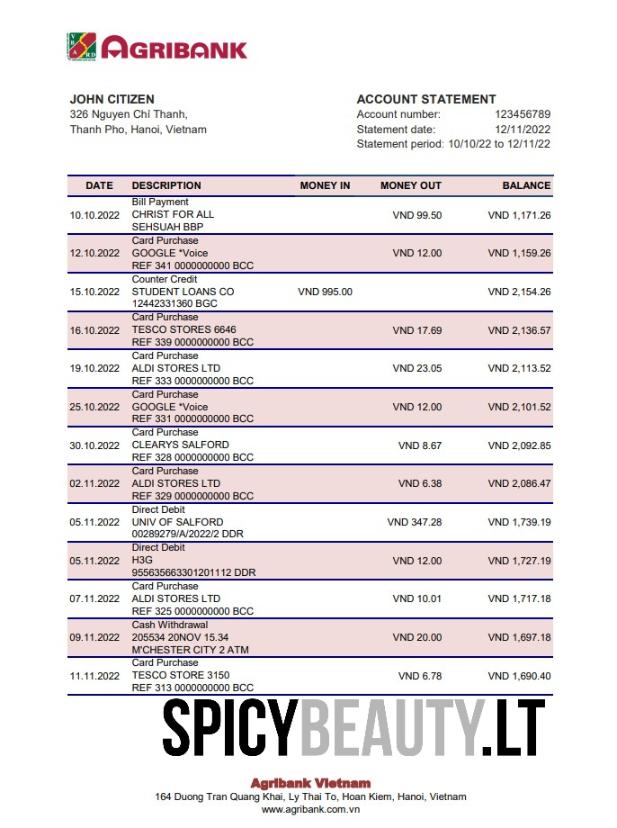 VBARD AGRIBANK
JOHN CITIZEN
326 Nguyen Chí Thanh,
Thanh Pho, Hanoi, Vietnam
ACCOUNT STATEMENT
Account number: 123456789
Statement date: 12/11/2022
Statement period: 10/10/22 to 12/11/22
DATE DESCRIPTION MONEY IN MONEY OUT BALANCE
Bill Payment
10.10.2022 CHRIST FOR ALL VND 99.50 VND 1,171.26
SEHSUAH BBP
Card Purchase
12.10.2022 GOOGLE *Voice VND 12.00 VND 1,159.26
REF 341 0000000000 BCC
Counter Credit
15.10.2022 STUDENT LOANS CO VND 995.00 VND 2,154.26
12442331360 BGC
Card Purchase
16.10.2022 TESCO STORES 6646 VND 17.69 VND 2,136.57
REF 339 0000000000 BCC
Card Purchase
19.10.2022 ALDI STORES LTD VND 23.05 VND 2,113.52
REF 333 0000000000 BCC
Card Purchase
25.10.2022 GOOGLE *Voice VND 12.00 VND 2,101.52
REF 331 0000000000 BCC
Card Purchase
30.10.2022 CLEARYS SALFORD VND 8.67 VND 2,092.85
REF 328 0000000000 BCC
Card Purchase
02.11.2022 ALDI STORES LTD VND 6.38 VND 2,086.47
REF 329 0000000000 BCC
Direct Debit
05.11.2022 UNIV OF SALFORD VND 347.28 VND 1,739.19
00289279/A/2022/2 DDR
Direct Debit
05.11.2022 H3G VND 12.00 VND 1,727.19
955635663301201112 DDR
Card Purchase
07.11.2022 ALDI STORES LTD VND 10.01 VND 1,717.18
REF 325 0000000000 BCC
Cash Withdrawal
09.11.2022 205534 20NOV 15.34 VND 20.00 VND 1,697.18
M'CHESTER CITY 2 ATM
Card Purchase
11.11.2022 TESCO STORE 3150 VND 6.78 VND 1,690.40
REF 313 0000000000 BCC
SPICYBEAUTY.LT
Agribank Vietnam
164 Duong Tran Quang Khai, Ly Thai To, Hoan Kiem, Hanoi, Vietnam
www.agribank.com.vn